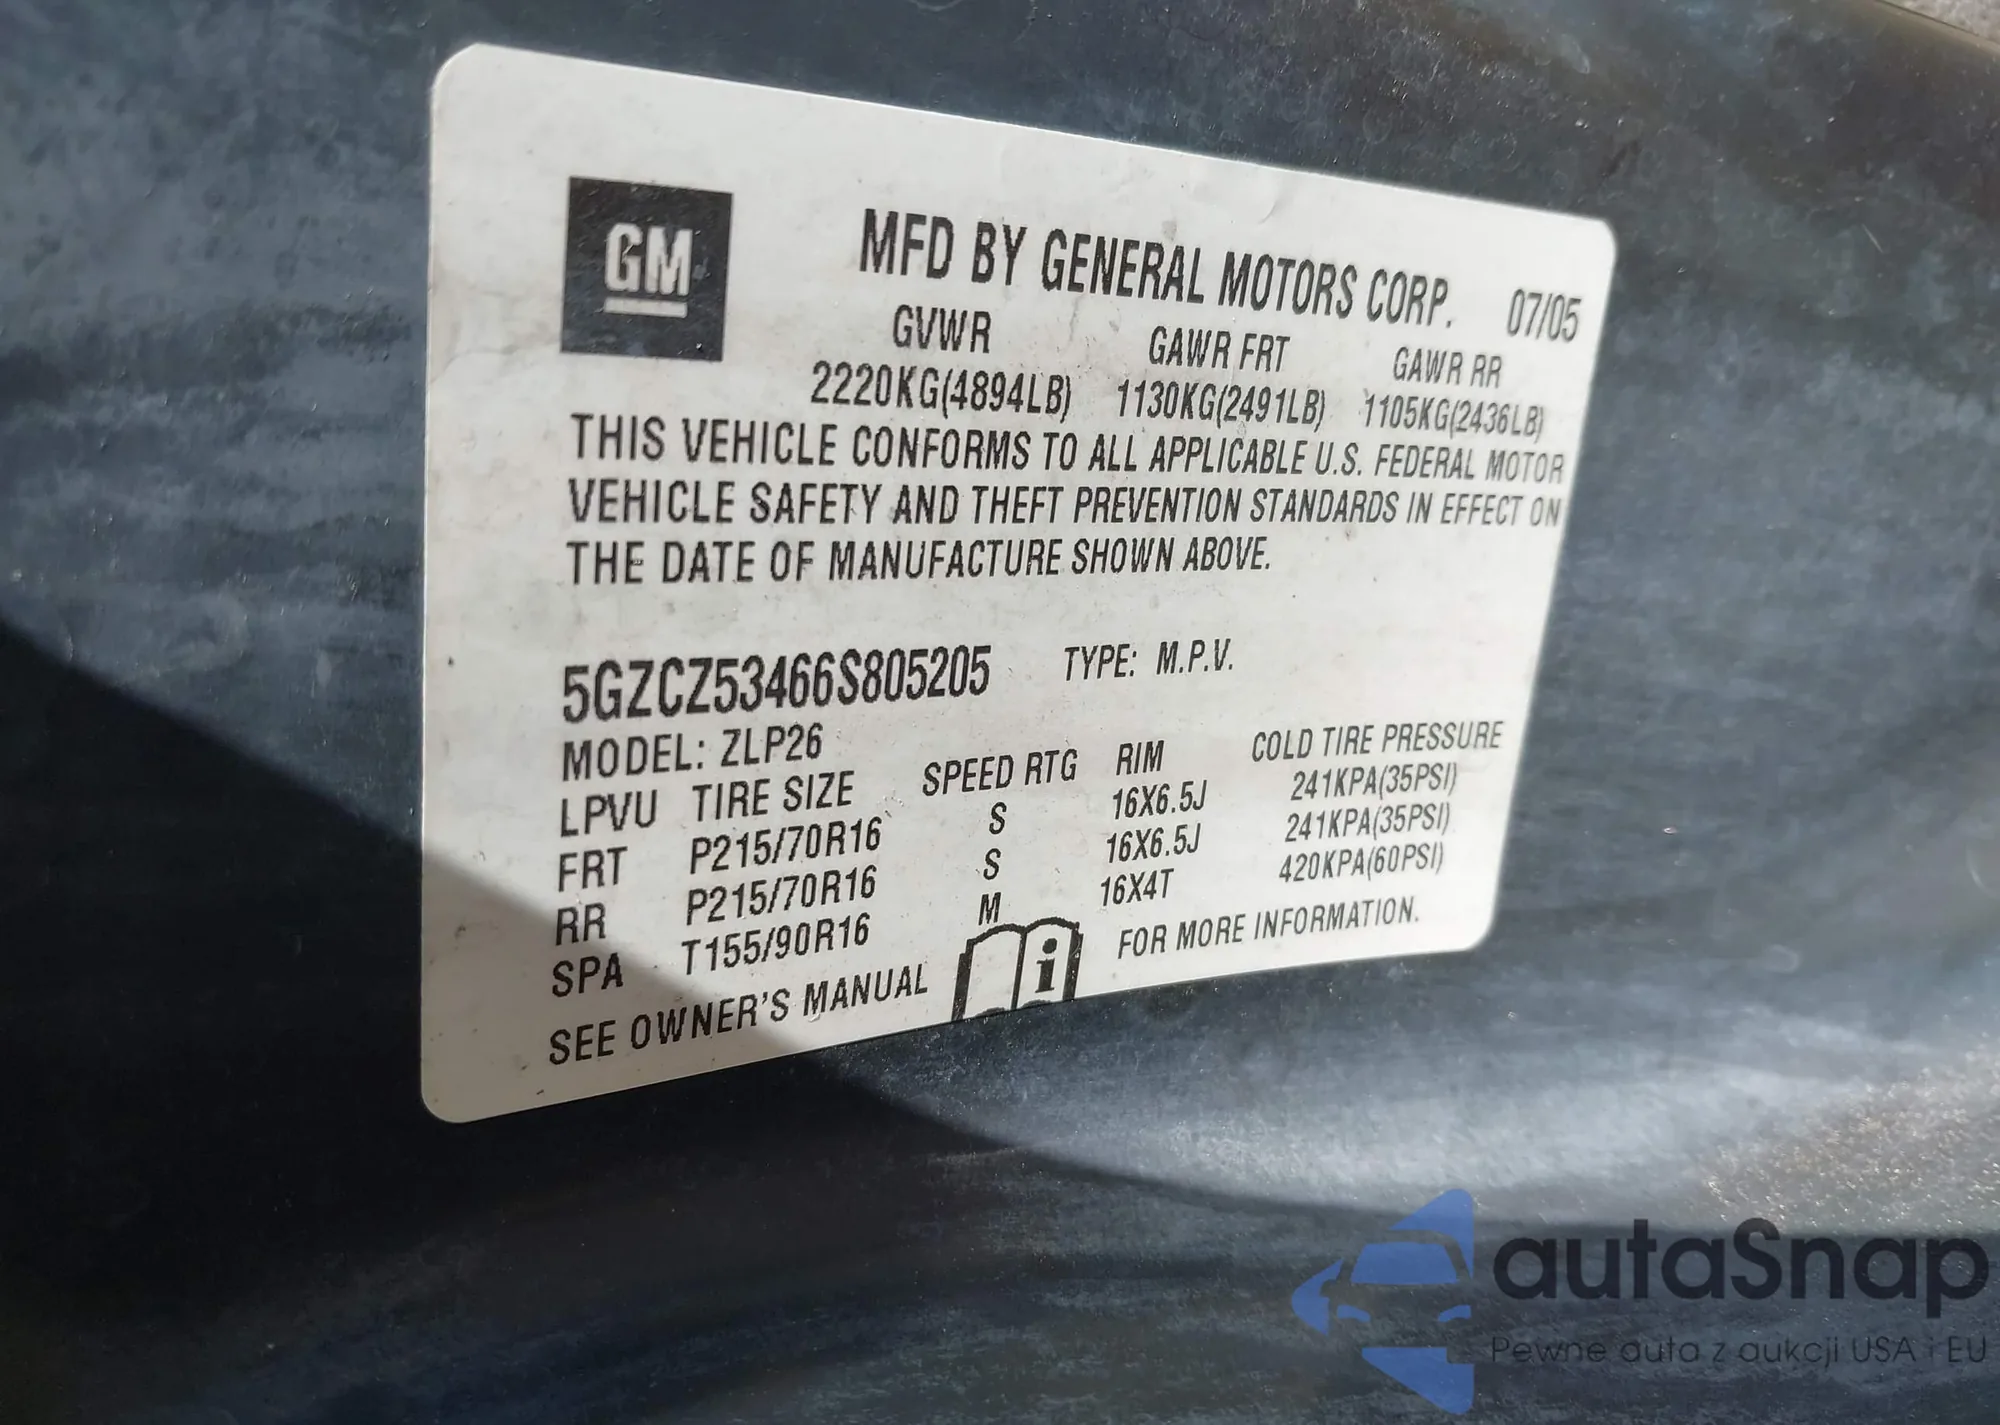 GM
MFD BY GENERAL MOTORS CORP. 07/05
GVWR GAWR FRT GAWR RR
2220KG(4894LB) 1130KG(2491LB) 1105KG(2436LB)
THIS VEHICLE CONFORMS TO ALL APPLICABLE U.S. FEDERAL MOTOR
VEHICLE SAFETY AND THEFT PREVENTION STANDARDS IN EFFECT ON
THE DATE OF MANUFACTURE SHOWN ABOVE.
5GZCZ53466S805205 TYPE: M.P.V.
MODEL: ZLP26
LPVU TIRE SIZE SPEED RTG RIM COLD TIRE PRESSURE
FRT P215/70R16 S 16X6.5J 241KPA(35PSI)
RR P215/70R16 S 16X6.5J 241KPA(35PSI)
SPA T155/90R16 M 16X4T 420KPA(60PSI)
SEE OWNER'S MANUAL i FOR MORE INFORMATION.
autaSnap
Pewne auta z aukcji USA i EU